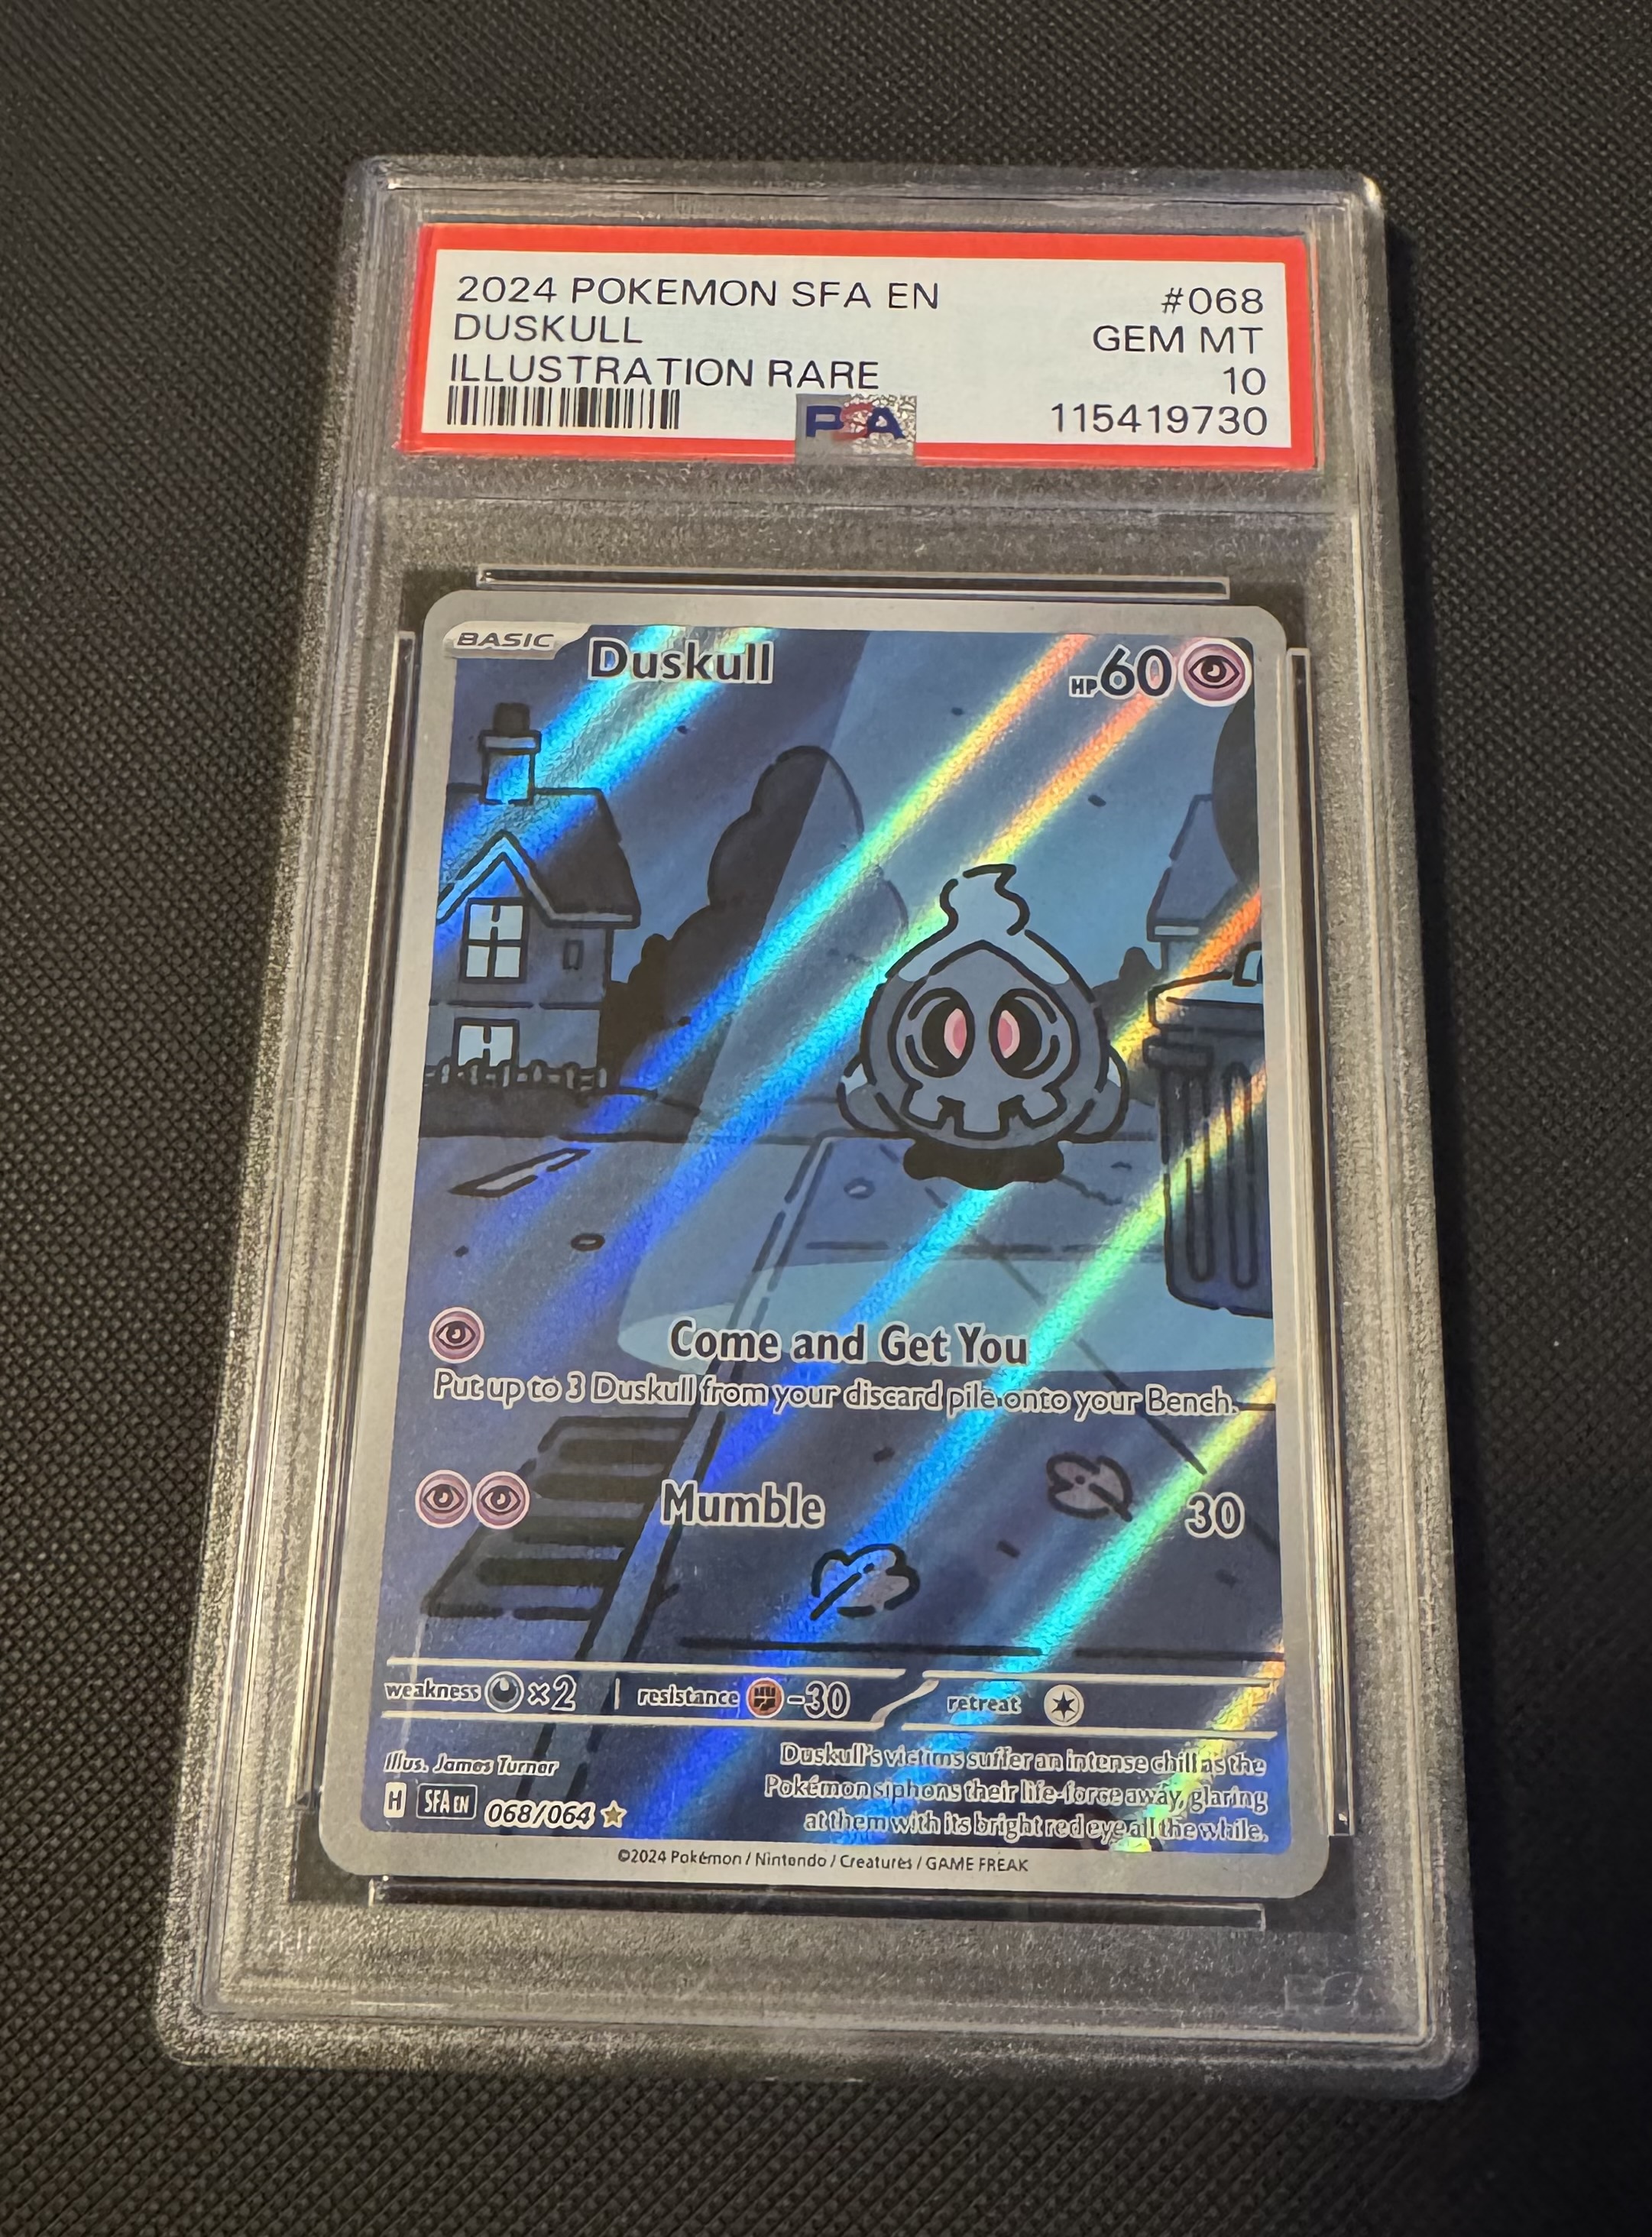 2024 POKEMON SFA EN #068
DUSKULL GEM MT
ILLUSTRATION RARE 10
PSA 115419730
BASIC Duskull HP60
Come and Get You
Put up to 3 Duskull from your discard pile onto your Bench.
Mumble 30
weakness ×2 resistance -30 retreat
Illus. James Turner
Duskull's victims suffer an intense chill as the
Pokémon siphons their life-force away, glaring
at them with its bright red eye all the while.
H SFA EN 068/064
©2024 Pokémon / Nintendo / Creatures / GAME FREAK